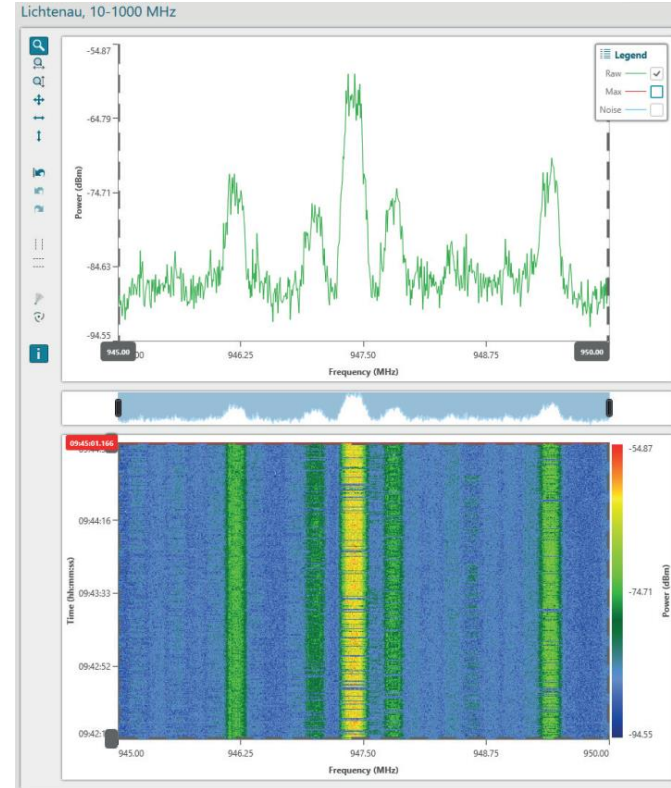 Lichtenau, 10-1000 MHz
-54.87
-64.79
-74.71
-84.63
-94.55
Power (dBm)
Legend
Raw
Max
Noise
945.00
946.25
947.50
948.75
950.00
Frequency (MHz)
i
09:45:01.166
09:44:16
09:43:33
09:42:52
09:42:1
Time (hh:mm:ss)
945.00
946.25
947.50
948.75
950.00
Frequency (MHz)
-54.87
-74.71
-94.55
Power (dBm)